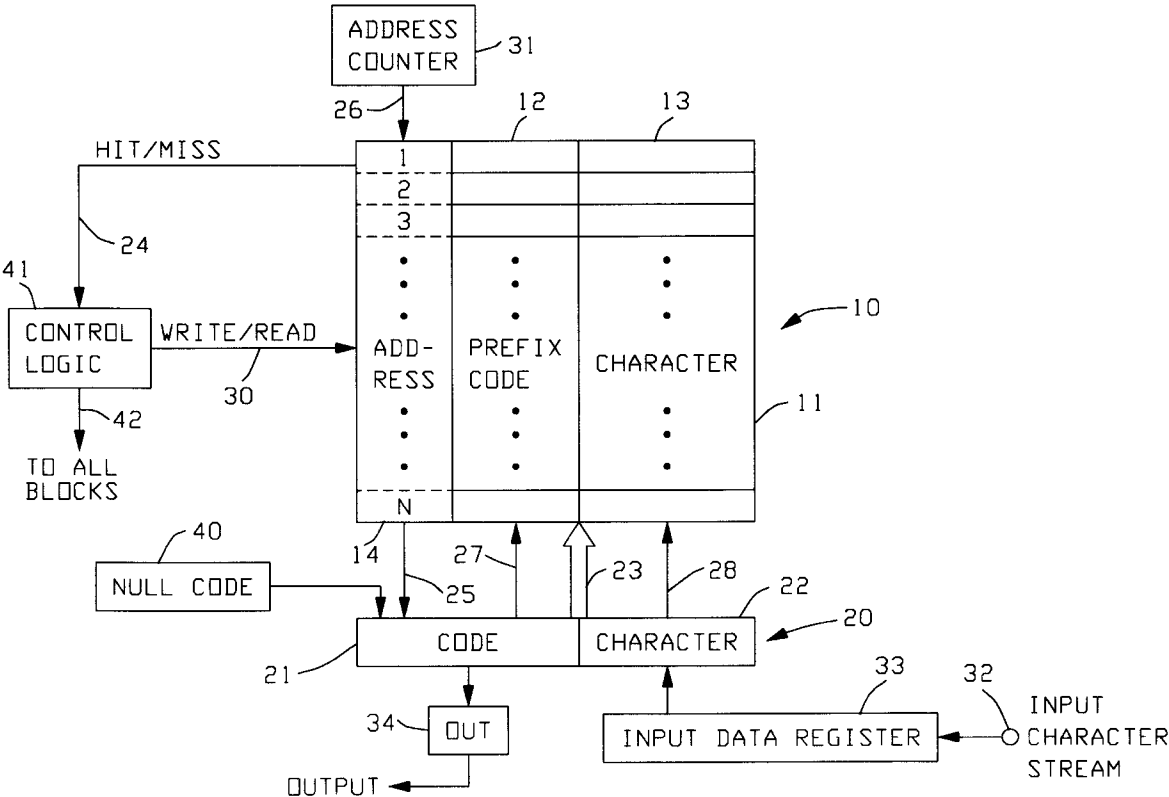 ADDRESS
COUNTER
31
26
12
13
HIT/MISS
1
2
3
24
41
CONTROL
LOGIC
WRITE/READ
30
10
ADD-
RESS
PREFIX
CODE
CHARACTER
11
42
TO ALL
BLOCKS
N
14
40
NULL CODE
25
27
23
28
22
CODE
CHARACTER
20
21
33
32
INPUT
CHARACTER
STREAM
34
OUT
INPUT DATA REGISTER
OUTPUT